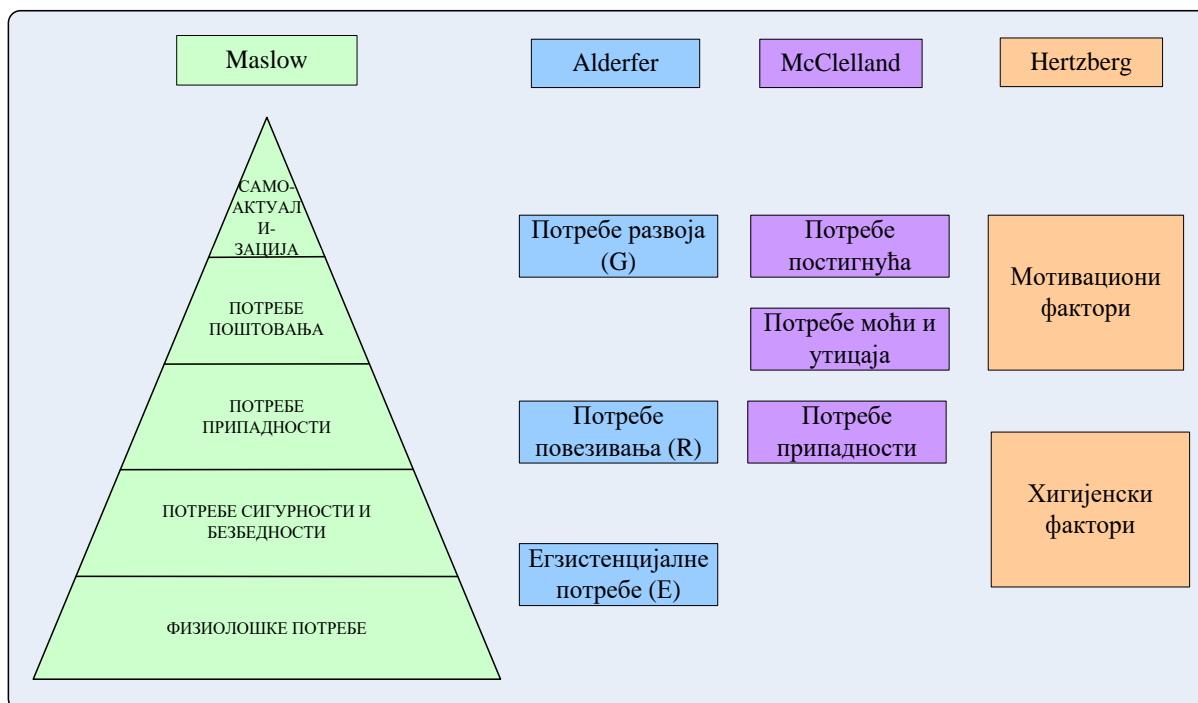 Maslow
Alderfer
McClelland
Hertzberg
САМО-
АКТУАЛ
И-
ЗАЦИЈА
ПОТРЕБЕ
ПОШТОВАЊА
ПОТРЕБЕ
ПРИПАДНОСТИ
ПОТРЕБЕ СИГУРНОСТИ И
БЕЗБЕДНОСТИ
ФИЗИОЛОШКЕ ПОТРЕБЕ
Потребе развоја
(G)
Потребе
повезивања (R)
Егзистенцијалне
потребе (E)
Потребе
постигнућа
Потребе моћи и
утицаја
Потребе
припадности
Мотивациони
фактори
Хигијенски
фактори